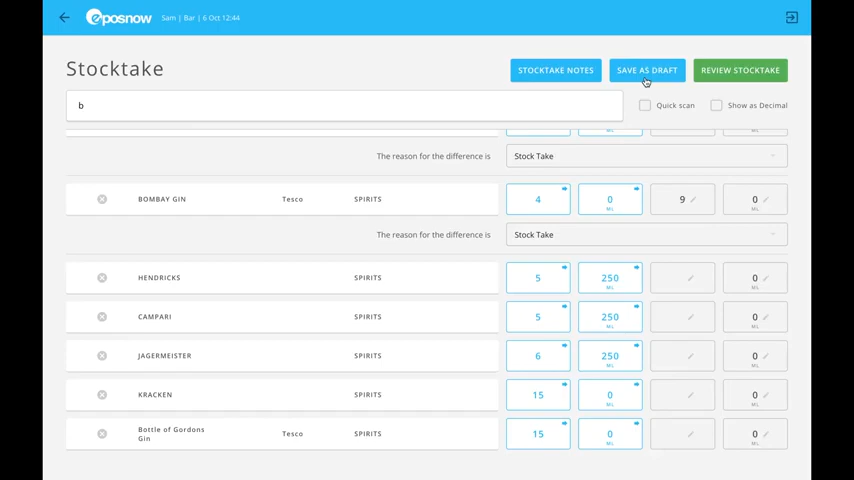 eposnow Sam | Bar | 6 Oct 12:44
Stocktake STOCKTAKE NOTES SAVE AS DRAFT REVIEW STOCKTAKE
b Quick scan Show as Decimal
The reason for the difference is Stock Take
BOMBAY GIN Tesco SPIRITS 4 0 ML 9 0 ML
The reason for the difference is Stock Take
HENDRICKS SPIRITS 5 250 ML 0 ML
CAMPARI SPIRITS 5 250 ML 0 ML
JAGERMEISTER SPIRITS 6 250 ML 0 ML
KRACKEN SPIRITS 15 0 ML 0 ML
Bottle of Gordons
Gin Tesco SPIRITS 15 0 ML 0 ML